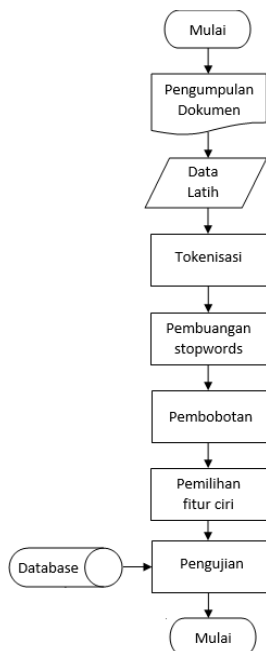 Mulai
Pengumpulan
Dokumen
Data
Latih
Tokenisasi
Pembuangan
stopwords
Pembobotan
Pemilihan
fitur ciri
Database
Pengujian
Mulai